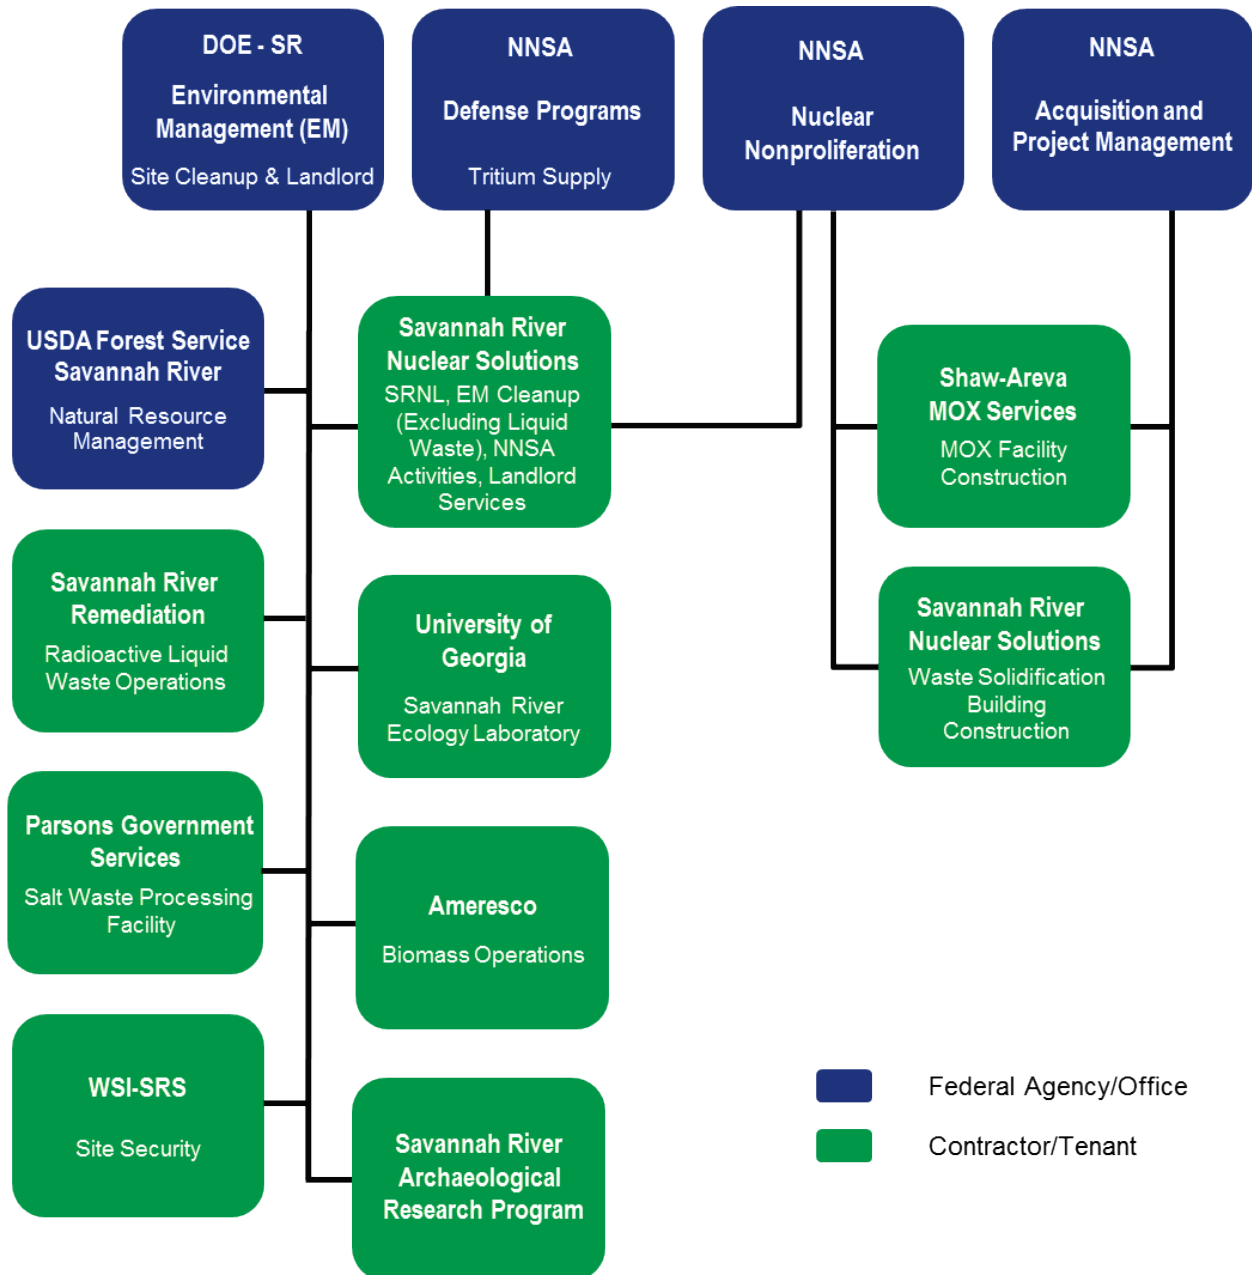 DOE - SR
Environmental
Management (EM)
Site Cleanup & Landlord
NNSA
Defense Programs
Tritium Supply
NNSA
Nuclear
Nonproliferation
NNSA
Acquisition and
Project Management
USDA Forest Service
Savannah River
Natural Resource
Management
Savannah River
Nuclear Solutions
SRNL, EM Cleanup
(Excluding Liquid
Waste), NNSA
Activities, Landlord
Services
Shaw-Areva
MOX Services
MOX Facility
Construction
Savannah River
Remediation
Radioactive Liquid
Waste Operations
University of
Georgia
Savannah River
Ecology Laboratory
Savannah River
Nuclear Solutions
Waste Solidification
Building
Construction
Parsons Government
Services
Salt Waste Processing
Facility
Ameresco
Biomass Operations
WSI-SRS
Site Security
Savannah River
Archaeological
Research Program
Federal Agency/Office
Contractor/Tenant